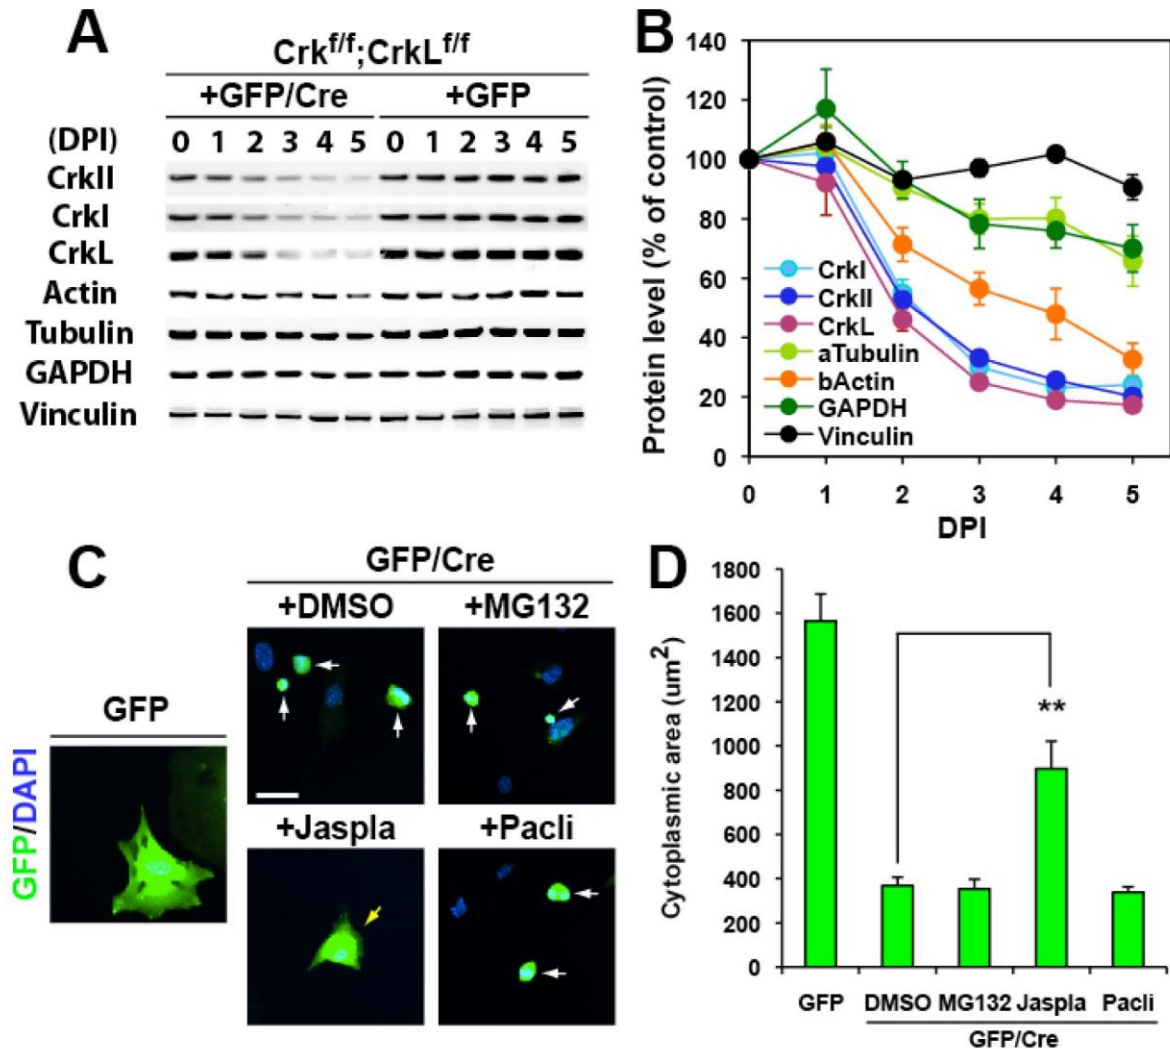 A
Crk^f/f;CrkL^f/f
+GFP/Cre +GFP
(DPI) 0 1 2 3 4 5 0 1 2 3 4 5
CrkII
CrkI
CrkL
Actin
Tubulin
GAPDH
Vinculin
B
Protein level (% of control)
140
120
100
80
60
40
20
0
CrkI
CrkII
CrkL
aTubulin
bActin
GAPDH
Vinculin
0 1 2 3 4 5
DPI
C
GFP/Cre
+DMSO +MG132
GFP
+Jaspla +Pacli
GFP/DAPI
D
Cytoplasmic area (um²)
1800
1600
1400
1200
1000
800
600
400
200
0
**
GFP DMSO MG132 Jaspla Pacli
GFP/Cre